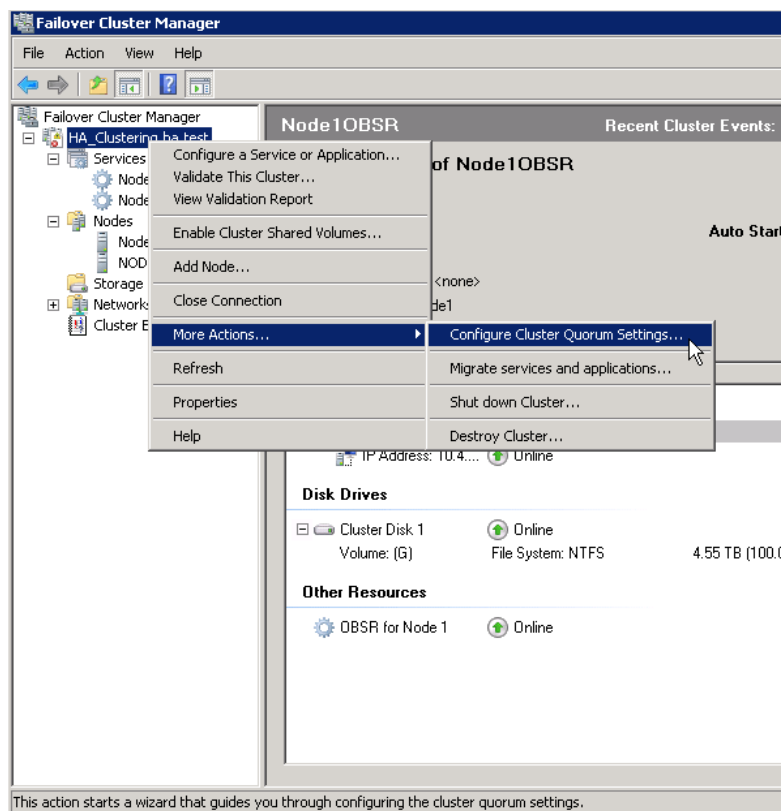 Failover Cluster Manager
File Action View Help
Failover Cluster Manager
HA_Clustering.ha.test
Services
Node
Node
Nodes
Node
NOD
Storage
Network
Cluster E
Node1OBSR Recent Cluster Events:
of Node1OBSR
Auto Start
<none>
de1
Configure a Service or Application...
Validate This Cluster...
View Validation Report
Enable Cluster Shared Volumes...
Add Node...
Close Connection
More Actions...
Refresh
Properties
Help
Configure Cluster Quorum Settings...
Migrate services and applications...
Shut down Cluster...
Destroy Cluster...
IP Address: 10.4.... Online
Disk Drives
Cluster Disk 1 Online
Volume: (G) File System: NTFS 4.55 TB (100.0
Other Resources
OBSR for Node 1 Online
This action starts a wizard that guides you through configuring the cluster quorum settings.